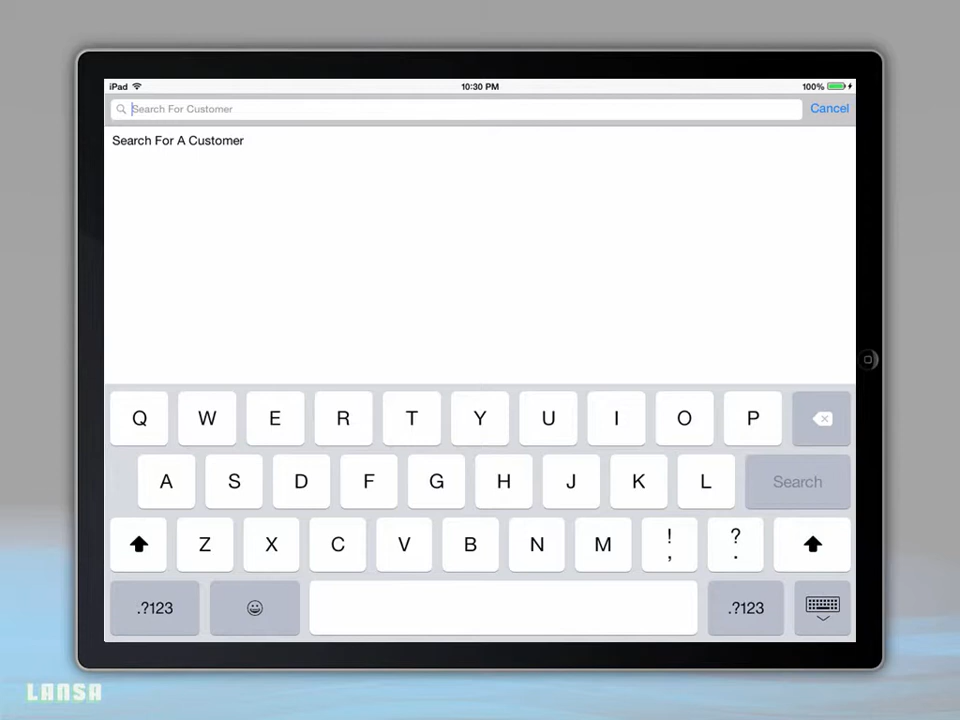 iPad 10:30 PM 100%
Search For Customer Cancel
Search For A Customer
Q W E R T Y U I O P
A S D F G H J K L Search
Z X C V B N M ! , ? .
.?123 .?123
LANSA